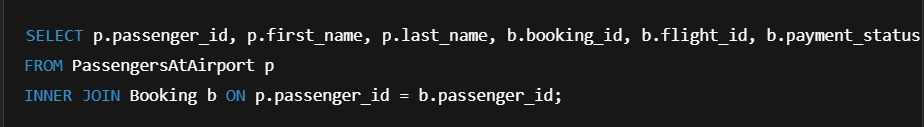 SELECT p.passenger_id, p.first_name, p.last_name, b.booking_id, b.flight_id, b.payment_status
FROM PassengersAtAirport p
INNER JOIN Booking b ON p.passenger_id = b.passenger_id;